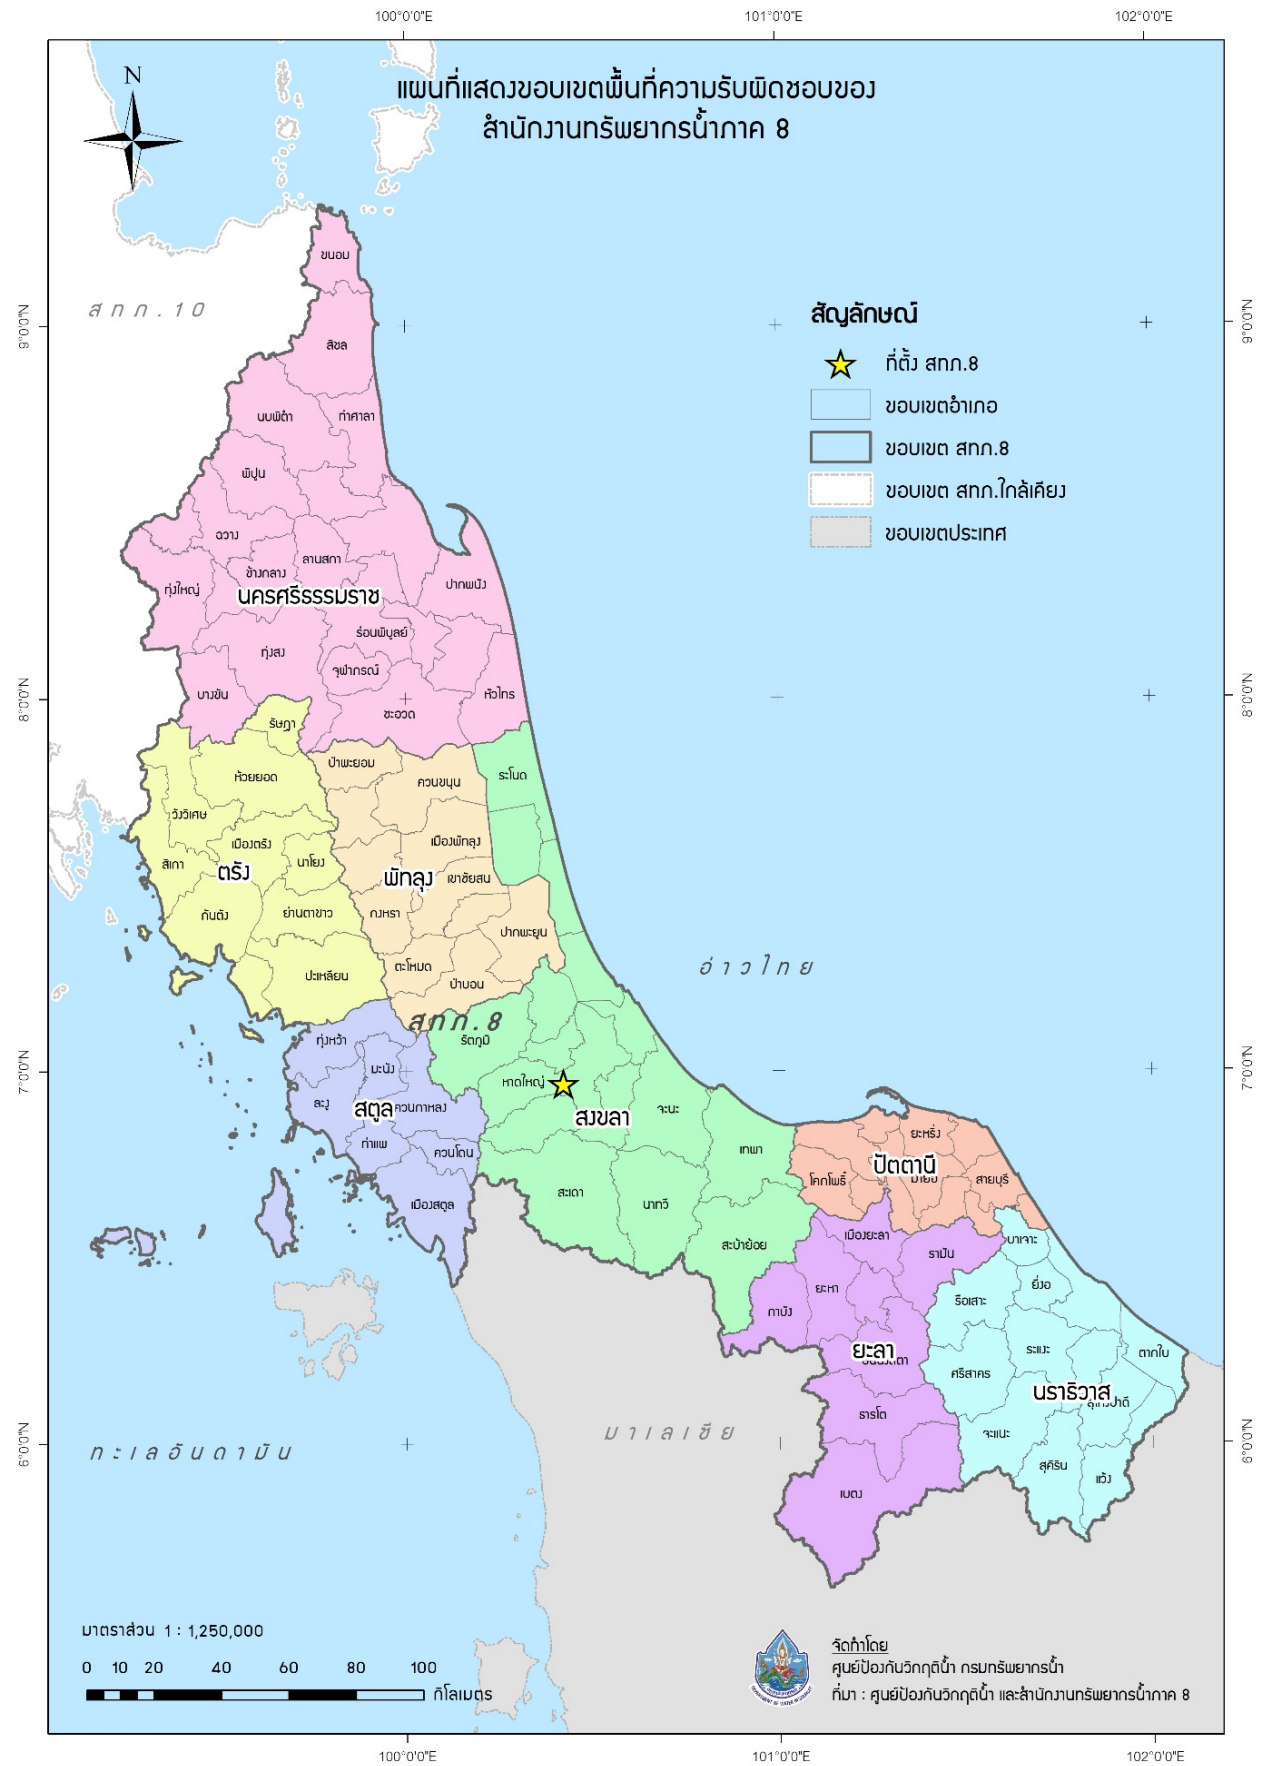 100°0'0"E
101°0'0"E
102°0'0"E
N
แผนที่แสดงขอบเขตพื้นที่ความรับผิดชอบของ
สำนักงานทรัพยากรน้ำภาค 8
สทภ.10
9°0'0"N
9°0'0"N
สัญลักษณ์
ที่ตั้ง สทภ.8
ขอบเขตอำเภอ
ขอบเขต สทภ.8
ขอบเขต สทภ.ใกล้เคียง
ขอบเขตประเทศ
ขนอม
สิชล
นบพิตำ
ท่าศาลา
พิปูน
ฉวาง
ลานสกา
ช้างกลาง
ทุ่งใหญ่
ปากพนัง
นครศรีธรรมราช
ร่อนพิบูลย์
ทุ่งสง
จุฬาภรณ์
บางขัน
หัวไทร
ชะอวด
8°0'0"N
8°0'0"N
รัษฎา
ห้วยยอด
วังวิเศษ
เมืองตรัง
สิเกา
นาโยง
ตรัง
กันตัง
ย่านตาขาว
ปะเหลียน
ป่าพะยอม
ควนขนุน
เมืองพัทลุง
พัทลุง
เขาชัยสน
กงหรา
ปากพะยูน
ตะโหมด
ป่าบอน
ระโนด
อ่าวไทย
สทภ.8
รัตภูมิ
ทุ่งหว้า
มะนัง
ละงู
สตูล
ควนกาหลง
ท่าแพ
ควนโดน
เมืองสตูล
7°0'0"N
7°0'0"N
หาดใหญ่
สงขลา
จะนะ
เทพา
สะเดา
นาทวี
สะบ้าย้อย
ยะหริ่ง
ปัตตานี
โคกโพธิ์
สายบุรี
เมืองยะลา
รามัน
ยะหา
กาบัง
ยะลา
ธารโต
เบตง
บาเจาะ
ยี่งอ
รือเสาะ
ระแงะ
ตากใบ
ศรีสาคร
นราธิวาส
จะแนะ
สุคิริน
แว้ง
มาเลเซีย
ทะเลอันดามัน
6°0'0"N
6°0'0"N
มาตราส่วน 1 : 1,250,000
0 10 20 40 60 80 100
กิโลเมตร
จัดทำโดย
ศูนย์ป้องกันวิกฤติน้ำ กรมทรัพยากรน้ำ
ที่มา : ศูนย์ป้องกันวิกฤติน้ำ และสำนักงานทรัพยากรน้ำภาค 8
100°0'0"E
101°0'0"E
102°0'0"E